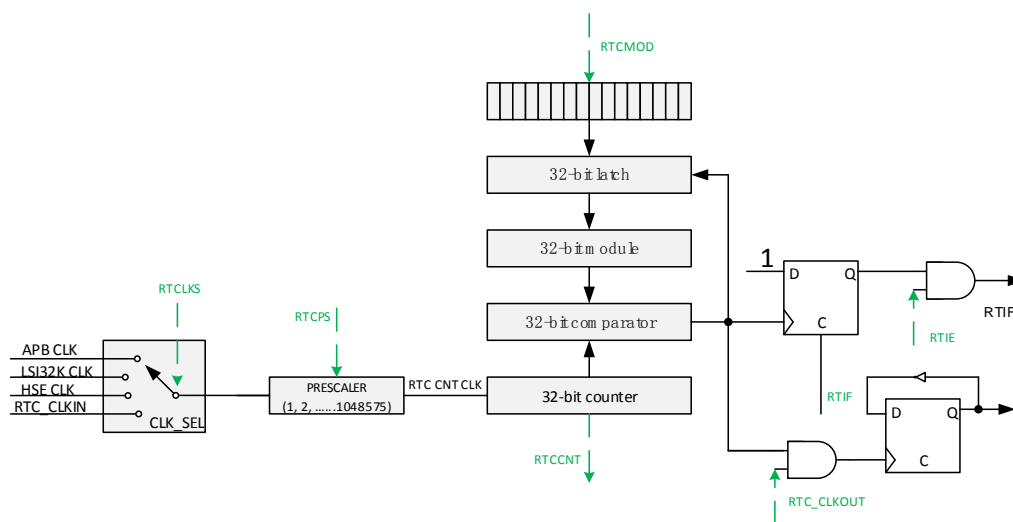 RTCMOD
32-bit latch
32-bit module
1
D
Q
RTCLKS
RTIF
C
RTCPS
32-bit comparator
RTIE
APB CLK
LSI32K CLK
HSE CLK
RTC_CLKIN
CLK_SEL
PRESCALER
(1, 2, ......1048575)
RTC CNT CLK
32-bit counter
RTIF
D
Q
C
RTCCNT
RTC_CLKOUT